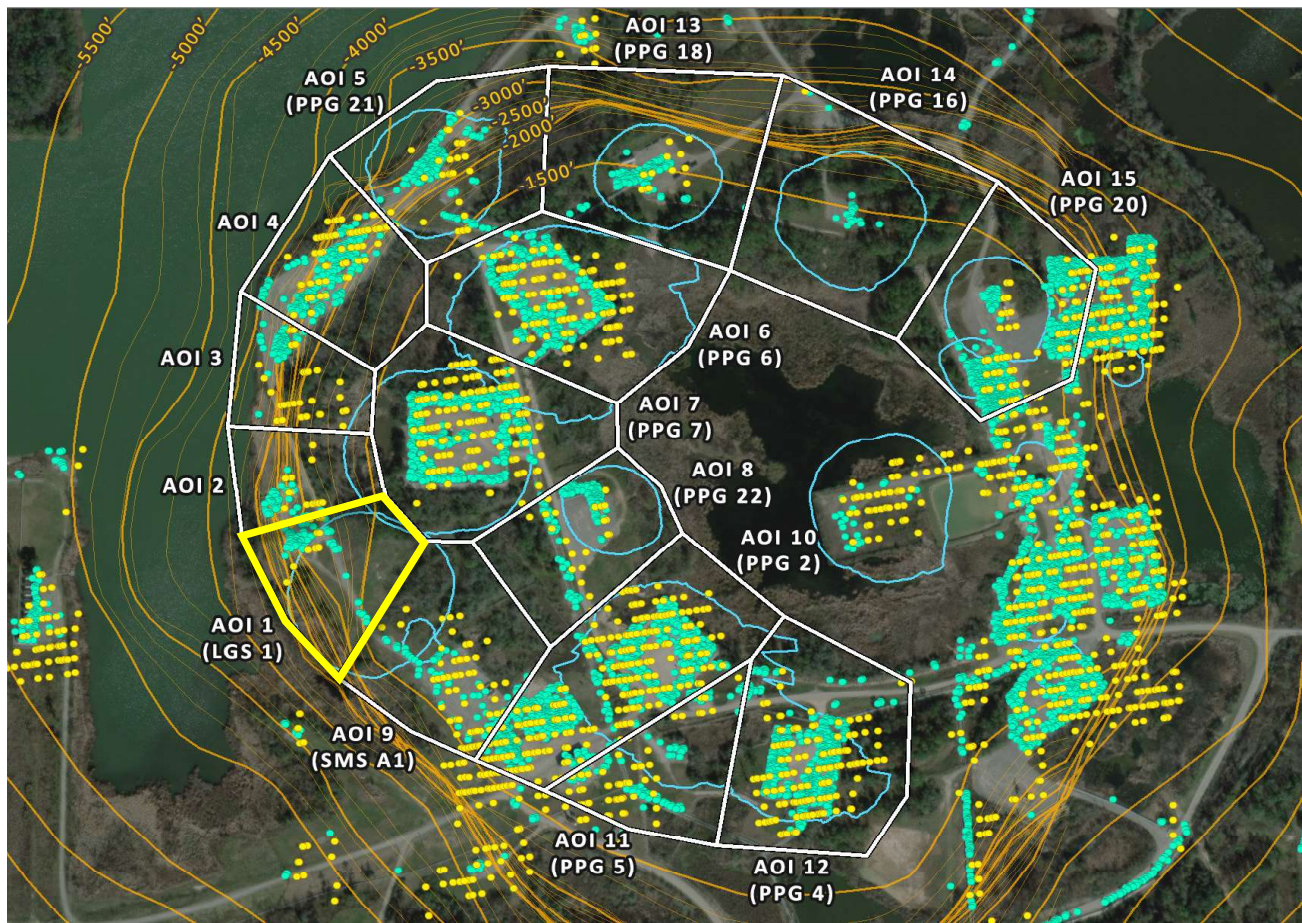 -5500'
-5000'
-4500'
-4000'
-3500'
-3000'
-2500'
-2000'
-1500'
AOI 13
(PPG 18)
AOI 14
(PPG 16)
AOI 5
(PPG 21)
AOI 15
(PPG 20)
AOI 4
AOI 3
AOI 6
(PPG 6)
AOI 7
(PPG 7)
AOI 8
(PPG 22)
AOI 2
AOI 10
(PPG 2)
AOI 1
(LGS 1)
AOI 9
(SMS A1)
AOI 11
(PPG 5)
AOI 12
(PPG 4)